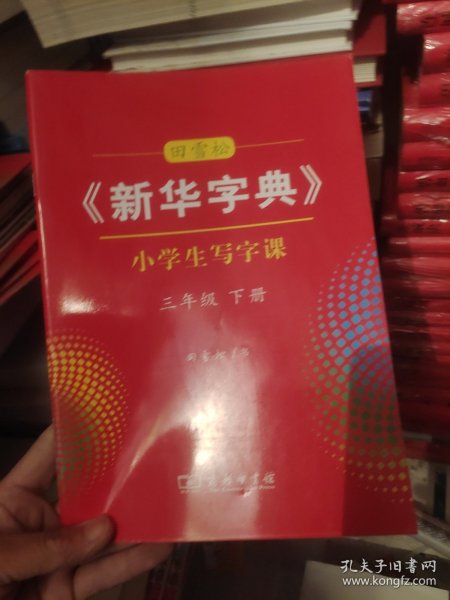 田雪松
《新华字典》
小学生写字课
三年级 下册
田雪松 书
商务印书馆
孔夫子旧书网
www.kongfz.com